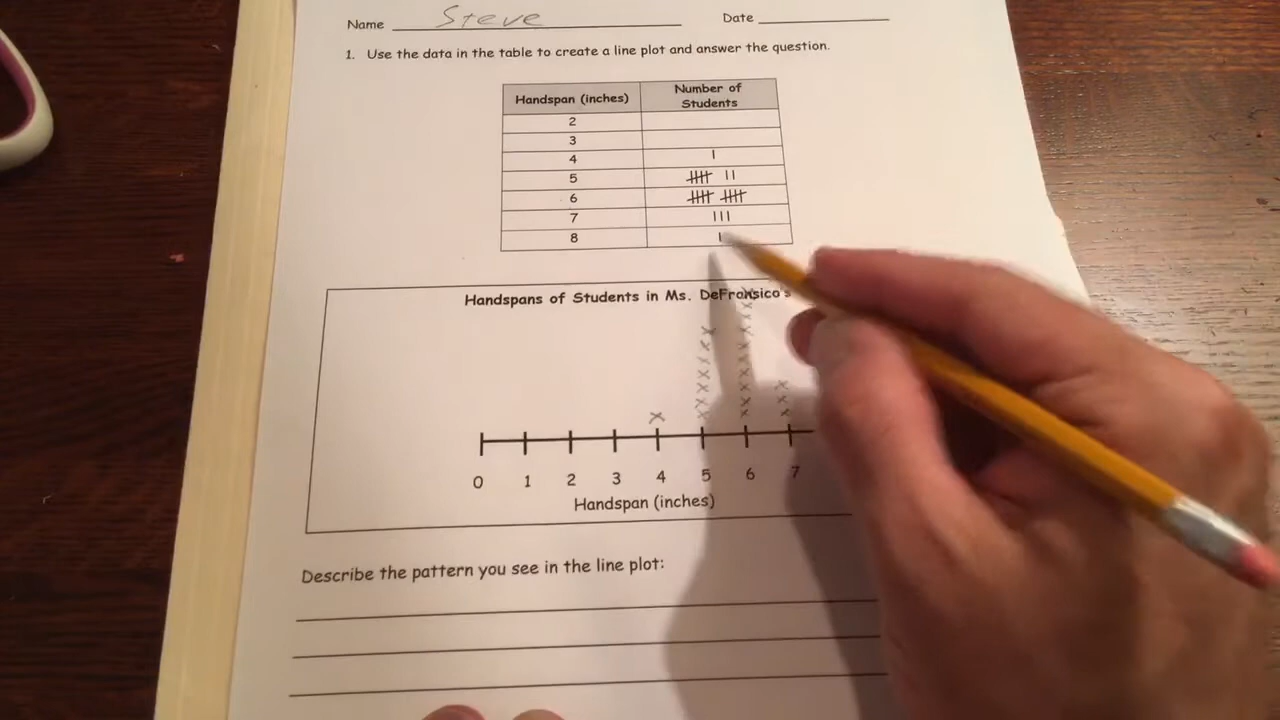 Name Steve Date
1. Use the data in the table to create a line plot and answer the question.
Handspan (inches) Number of Students
2
3
4 |
5 𝍸 ||
6 𝍸 𝍸
7 |||
8 |
Handspans of Students in Ms. DeFransico's
x x x x x x x x x x x x x x x x x x x x x
0 1 2 3 4 5 6 7
Handspan (inches)
Describe the pattern you see in the line plot: